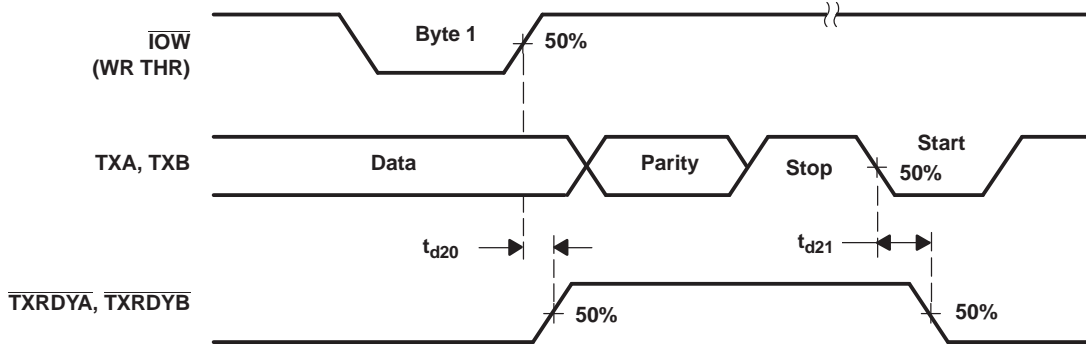 IOW
(WR THR)
Byte 1
50%
TXA, TXB
Data
Parity
Stop
Start
50%
td20
td21
TXRDYA, TXRDYB
50%
50%